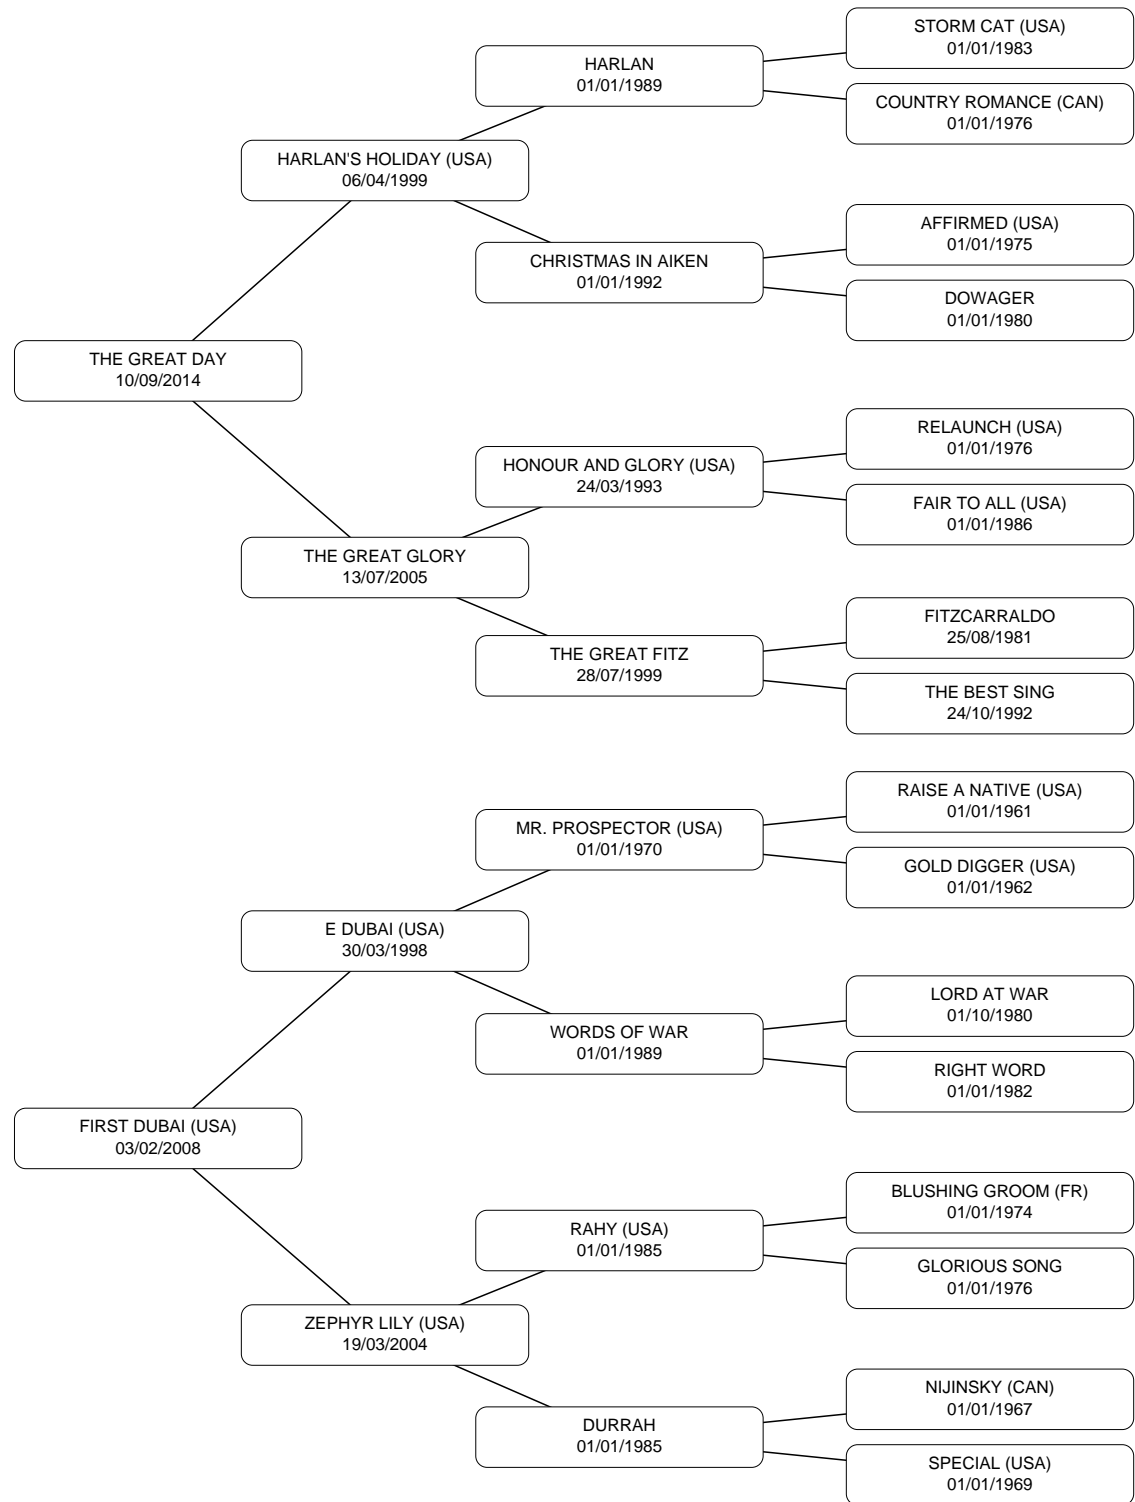 STORM CAT (USA)
01/01/1983
HARLAN
01/01/1989
COUNTRY ROMANCE (CAN)
01/01/1976
HARLAN'S HOLIDAY (USA)
06/04/1999
AFFIRMED (USA)
01/01/1975
CHRISTMAS IN AIKEN
01/01/1992
DOWAGER
01/01/1980
THE GREAT DAY
10/09/2014
RELAUNCH (USA)
01/01/1976
HONOUR AND GLORY (USA)
24/03/1993
FAIR TO ALL (USA)
01/01/1986
THE GREAT GLORY
13/07/2005
FITZCARRALDO
25/08/1981
THE GREAT FITZ
28/07/1999
THE BEST SING
24/10/1992
RAISE A NATIVE (USA)
01/01/1961
MR. PROSPECTOR (USA)
01/01/1970
GOLD DIGGER (USA)
01/01/1962
E DUBAI (USA)
30/03/1998
LORD AT WAR
01/10/1980
WORDS OF WAR
01/01/1989
RIGHT WORD
01/01/1982
FIRST DUBAI (USA)
03/02/2008
BLUSHING GROOM (FR)
01/01/1974
RAHY (USA)
01/01/1985
GLORIOUS SONG
01/01/1976
ZEPHYR LILY (USA)
19/03/2004
NIJINSKY (CAN)
01/01/1967
DURRAH
01/01/1985
SPECIAL (USA)
01/01/1969